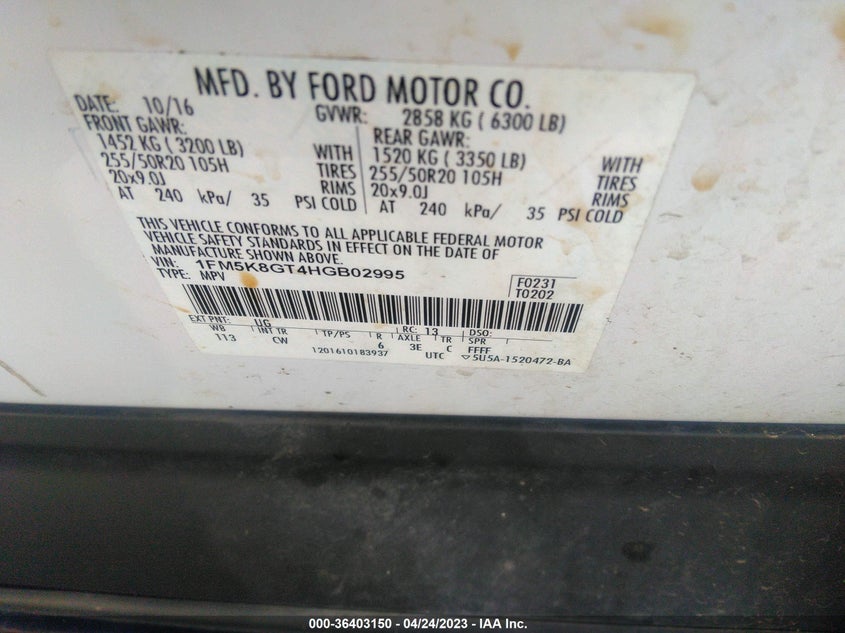 MFD. BY FORD MOTOR CO.
DATE: 10/16 GVWR: 2858 KG ( 6300 LB)
FRONT GAWR: REAR GAWR:
1452 KG ( 3200 LB) WITH 1520 KG ( 3350 LB) WITH
255/50R20 105H TIRES 255/50R20 105H TIRES
20x9.0J RIMS 20x9.0J RIMS
AT 240 kPa/ 35 PSI COLD AT 240 kPa/ 35 PSI COLD
THIS VEHICLE CONFORMS TO ALL APPLICABLE FEDERAL MOTOR
VEHICLE SAFETY STANDARDS IN EFFECT ON THE DATE OF
MANUFACTURE SHOWN ABOVE.
VIN: 1FM5K8GT4HGB02995 F0231
TYPE: MPV T0202
EXT PNT: UG RC: 13 DSO:
WB INT TR TP/PS R AXLE TR SPR
113 CW 6 3E C FFFF
1201610183937 UTC ▽5U5A-1520472-BA
000-36403150 - 04/24/2023 - IAA Inc.